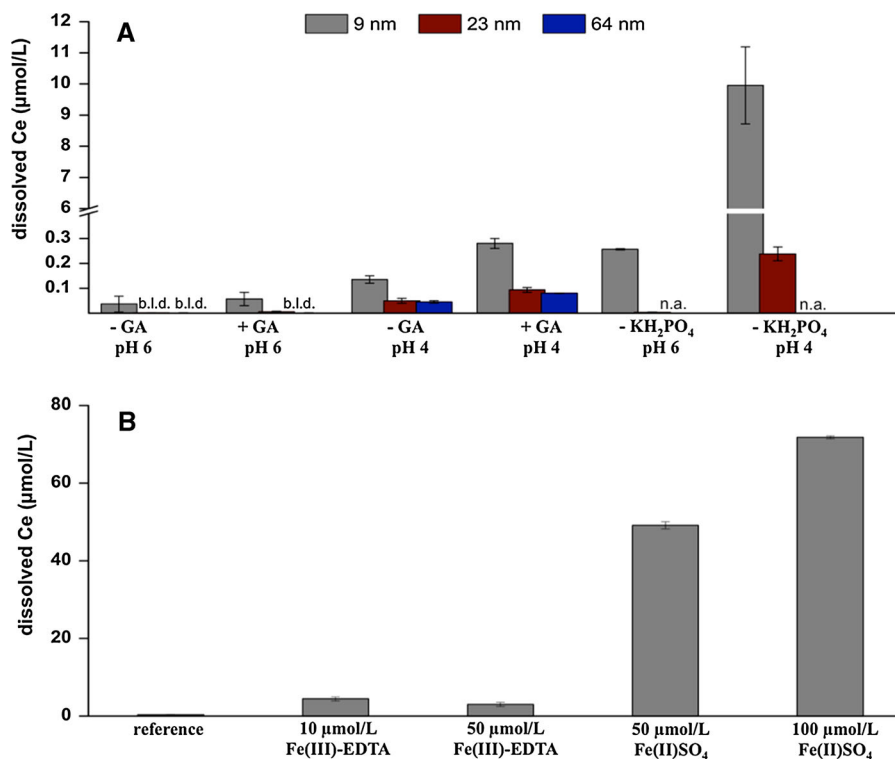 A
9 nm 23 nm 64 nm
dissolved Ce (µmol/L)
12
11
10
9
8
7
6
0.3
0.2
0.1
b.l.d. b.l.d.
b.l.d.
n.a.
n.a.
- GA + GA - GA + GA - KH₂PO₄ - KH₂PO₄
pH 6 pH 6 pH 4 pH 4 pH 6 pH 4
B
dissolved Ce (µmol/L)
80
60
40
20
0
reference 10 µmol/L 50 µmol/L 50 µmol/L 100 µmol/L
Fe(III)-EDTA Fe(III)-EDTA Fe(II)SO₄ Fe(II)SO₄